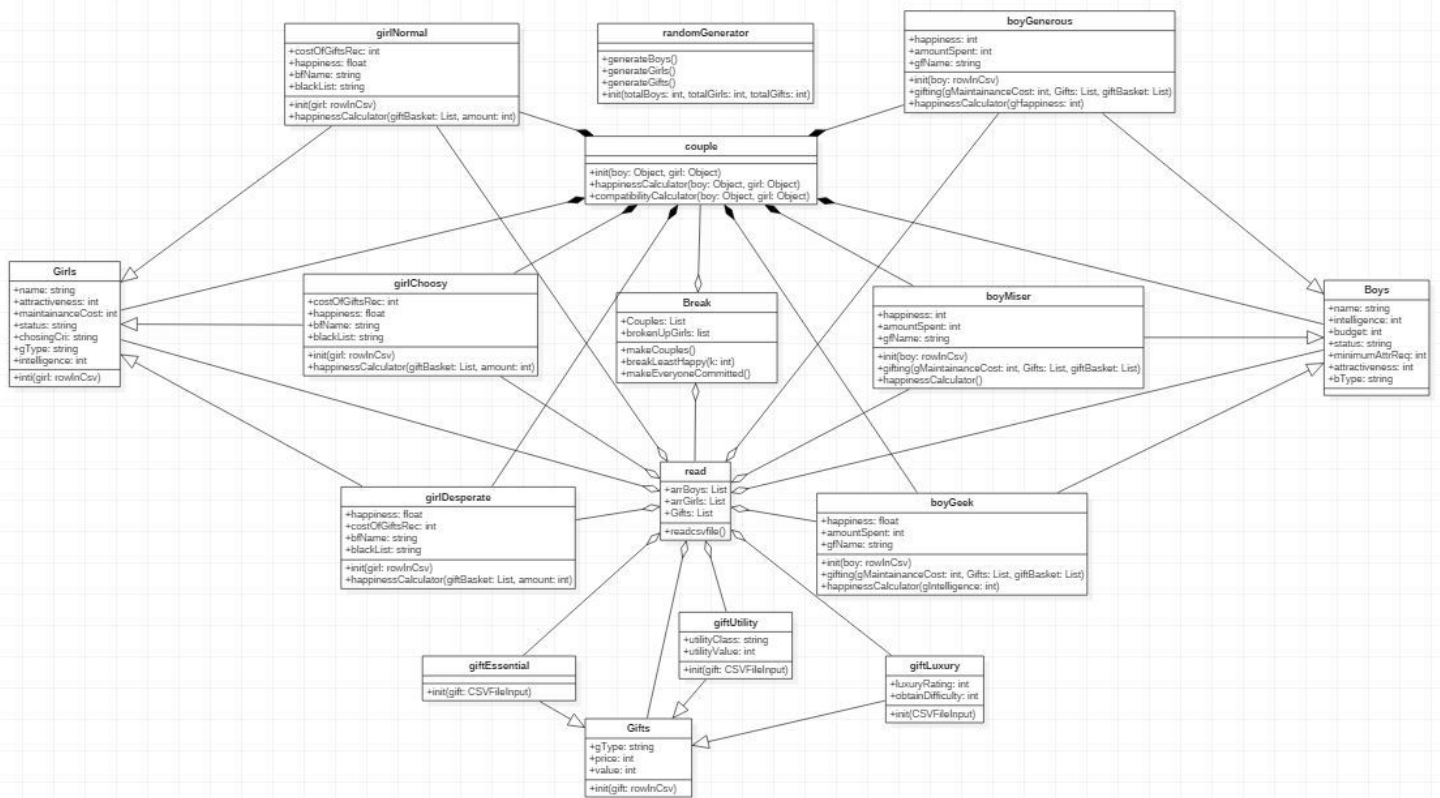 girlNormal
+costOfGiftsRec: int
+happiness: float
+bfName: string
+blackList: string
+init(girl: rowInCsv)
+happinessCalculator(giftBasket: List, amount: int)
randomGenerator
+generateBoys()
+generateGirls()
+generateGifts()
+init(totalBoys: int, totalGirls: int, totalGifts: int)
boyGenerous
+happiness: int
+amountSpent: int
+gfName: string
+init(boy: rowInCsv)
+gifting(gMaintainanceCost: int, Gifts: List, giftBasket: List)
+happinessCalculator(gHappiness: int)
couple
+init(boy: Object, girl: Object)
+happinessCalculator(boy: Object, girl: Object)
+compatibilityCalculator(boy: Object, girl: Object)
Girls
+name: string
+attractiveness: int
+maintainanceCost: int
+status: string
+chosingCri: string
+gType: string
+intelligence: int
+inti(girl: rowInCsv)
girlChoosy
+costOfGiftsRec: int
+happiness: float
+bfName: string
+blackList: string
+init(girl: rowInCsv)
+happinessCalculator(giftBasket: List, amount: int)
Break
+Couples: List
+brokenUpGirls: list
+makeCouples()
+breakLeastHappy(k: int)
+makeEveryoneCommitted()
boyMiser
+happiness: int
+amountSpent: int
+gfName: string
+init(boy: rowInCsv)
+gifting(gMaintainanceCost: int, Gifts: List, giftBasket: List)
+happinessCalculator()
Boys
+name: string
+intelligence: int
+budget: int
+status: string
+minimumAttrReq: int
+attractiveness: int
+bType: string
girlDesperate
+happiness: float
+costOfGiftsRec: int
+bfName: string
+blackList: string
+init(girl: rowInCsv)
+happinessCalculator(giftBasket: List, amount: int)
read
+arrBoys: List
+arrGirls: List
+Gifts: List
+readcsvfile()
boyGeek
+happiness: float
+amountSpent: int
+gfName: string
+init(boy: rowInCsv)
+gifting(gMaintainanceCost: int, Gifts: List, giftBasket: List)
+happinessCalculator(gIntelligence: int)
giftEssential
+init(gift: CSVFileInput)
giftUtility
+utilityClass: string
+utilityValue: int
+init(gift: CSVFileInput)
giftLuxury
+luxuryRating: int
+obtainDifficulty: int
+init(CSVFileInput)
Gifts
+gType: string
+price: int
+value: int
+init(gift: rowInCsv)